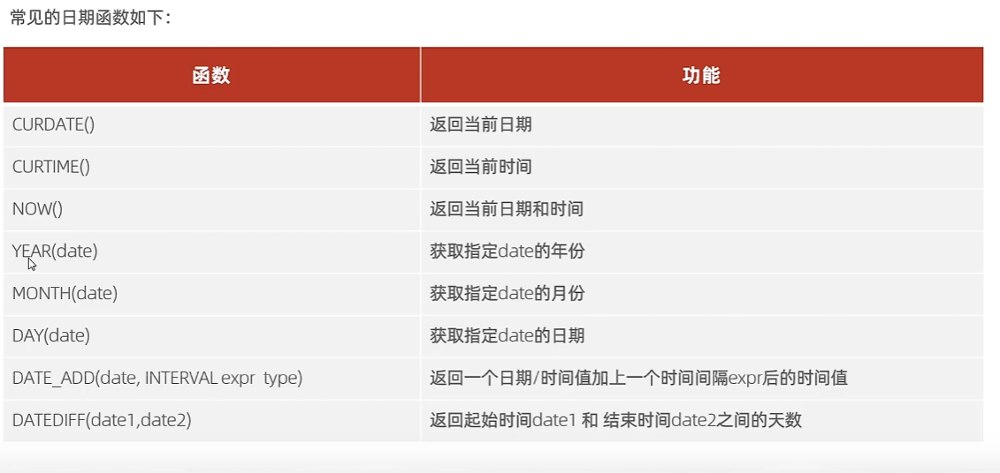 常见的日期函数如下：
函数 功能
CURDATE() 返回当前日期
CURTIME() 返回当前时间
NOW() 返回当前日期和时间
YEAR(date) 获取指定date的年份
MONTH(date) 获取指定date的月份
DAY(date) 获取指定date的日期
DATE_ADD(date, INTERVAL expr type) 返回一个日期/时间值加上一个时间间隔expr后的时间值
DATEDIFF(date1,date2) 返回起始时间date1 和 结束时间date2之间的天数